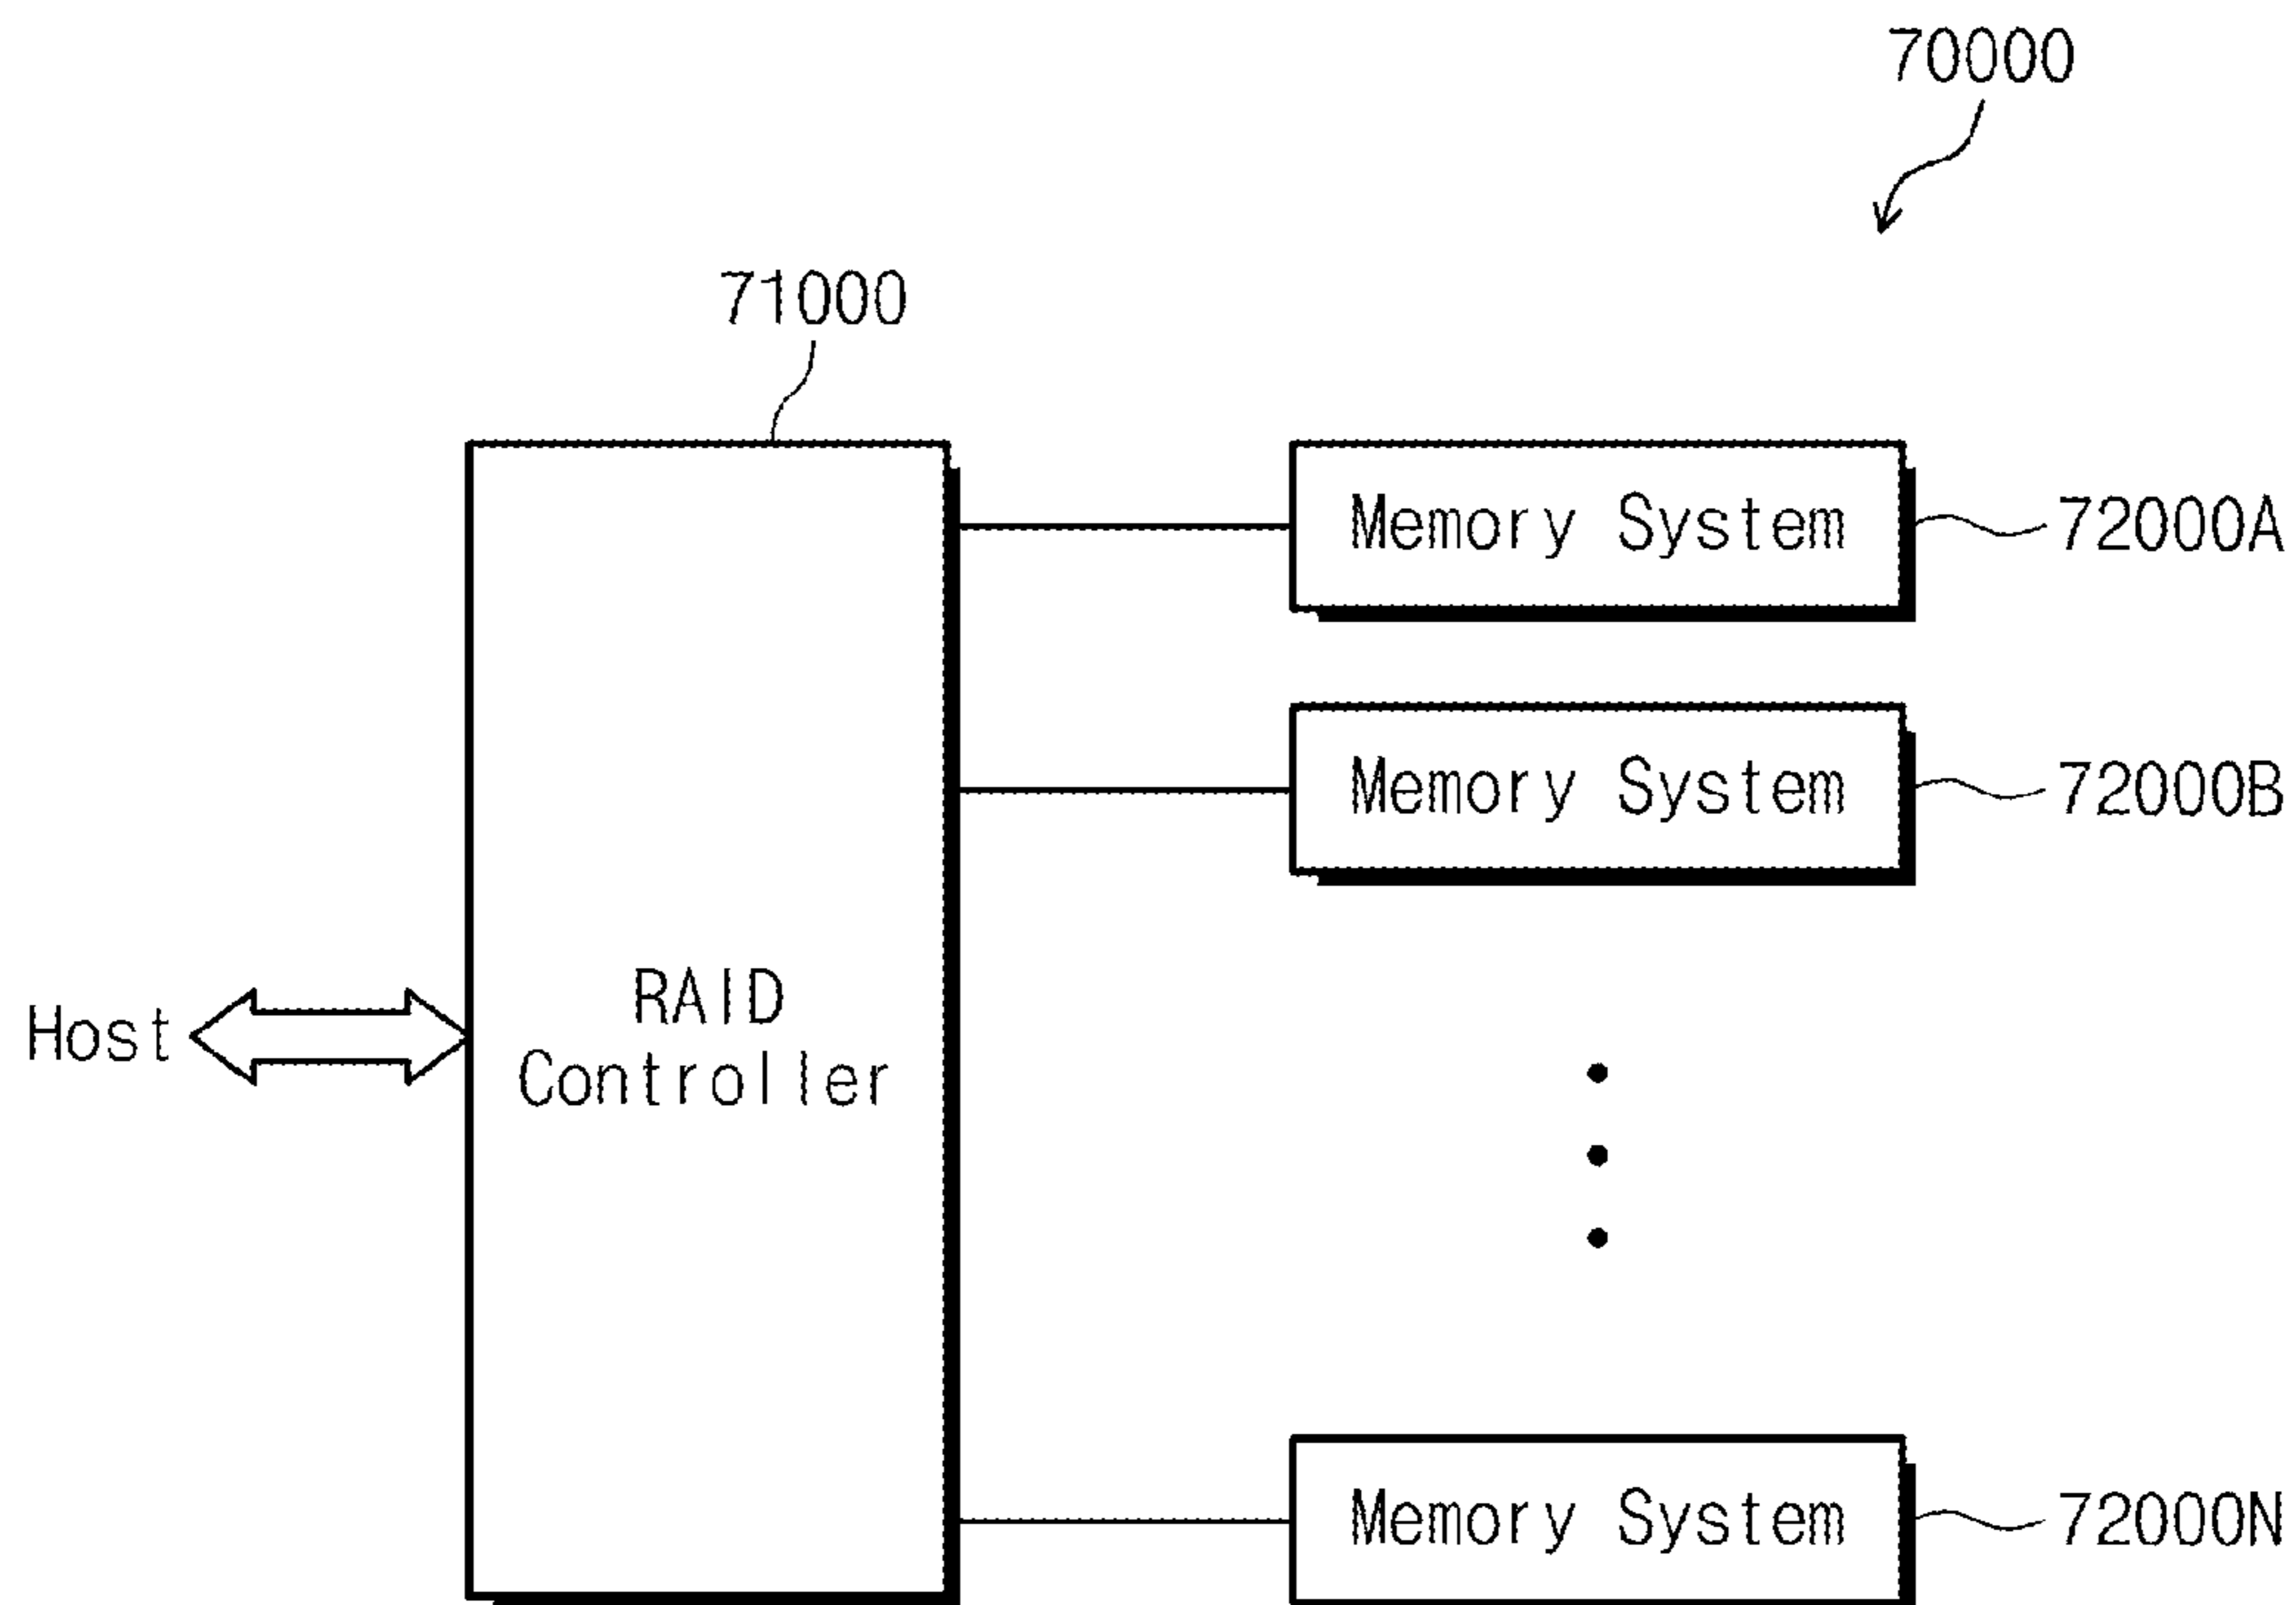 70000
71000
Memory System
72000A
Memory System
72000B
Host
RAID
Controller
Memory System
72000N